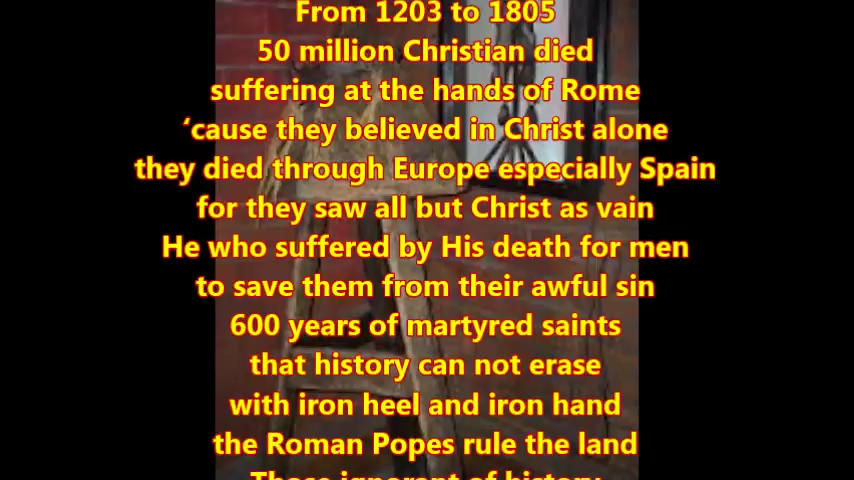 From 1203 to 1805
50 million Christian died
suffering at the hands of Rome
‘cause they believed in Christ alone
they died through Europe especially Spain
for they saw all but Christ as vain
He who suffered by His death for men
to save them from their awful sin
600 years of martyred saints
that history can not erase
with iron heel and iron hand
the Roman Popes rule the land
Those ignorant of history